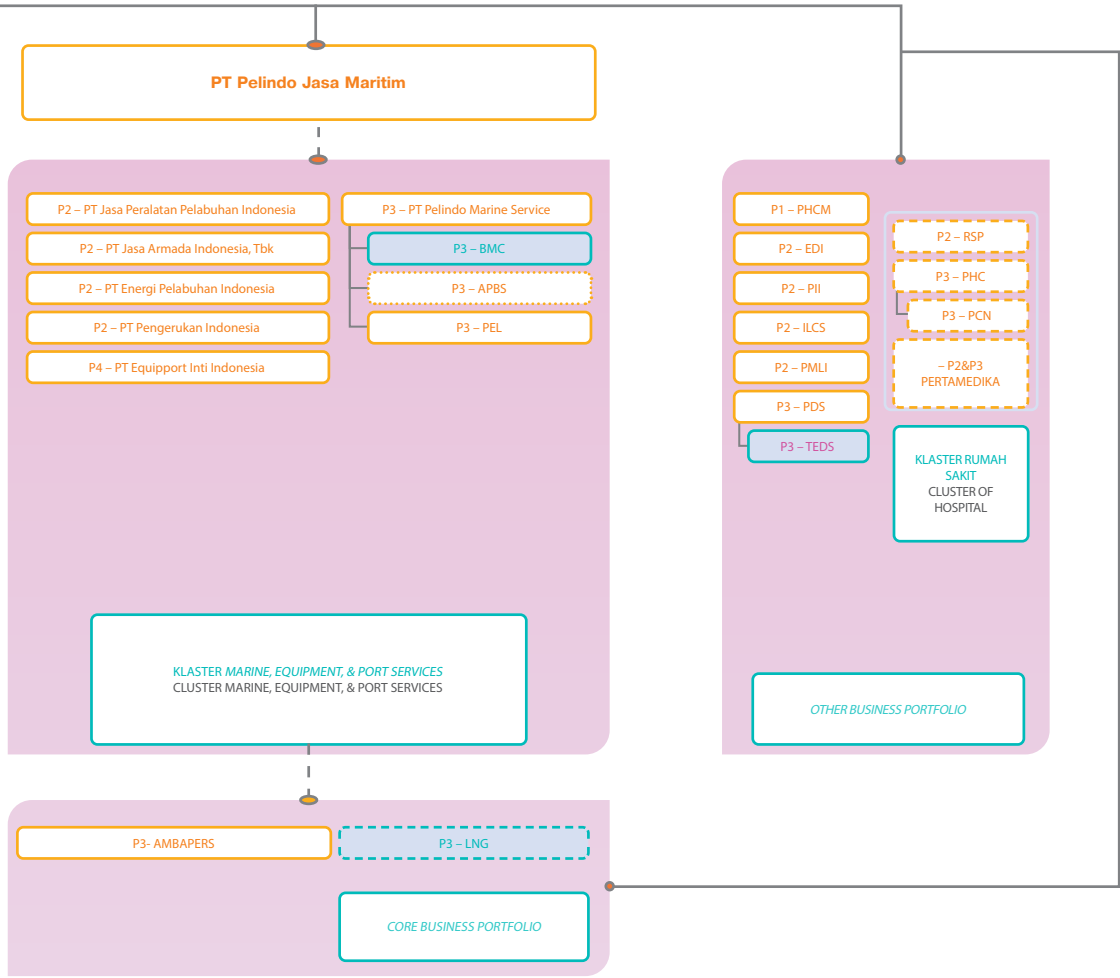 PT Pelindo Jasa Maritim
P2 – PT Jasa Peralatan Pelabuhan Indonesia
P2 – PT Jasa Armada Indonesia, Tbk
P2 – PT Energi Pelabuhan Indonesia
P2 – PT Pengerukan Indonesia
P4 – PT Equipport Inti Indonesia
P3 – PT Pelindo Marine Service
P3 – BMC
P3 – APBS
P3 – PEL
KLASTER MARINE, EQUIPMENT, & PORT SERVICES
CLUSTER MARINE, EQUIPMENT, & PORT SERVICES
P1 – PHCM
P2 – EDI
P2 – PII
P2 – ILCS
P2 – PMLI
P3 – PDS
P3 – TEDS
P2 – RSP
P3 – PHC
P3 – PCN
– P2&P3
PERTAMEDIKA
KLASTER RUMAH
SAKIT
CLUSTER OF
HOSPITAL
OTHER BUSINESS PORTFOLIO
P3- AMBAPERS
P3 – LNG
CORE BUSINESS PORTFOLIO